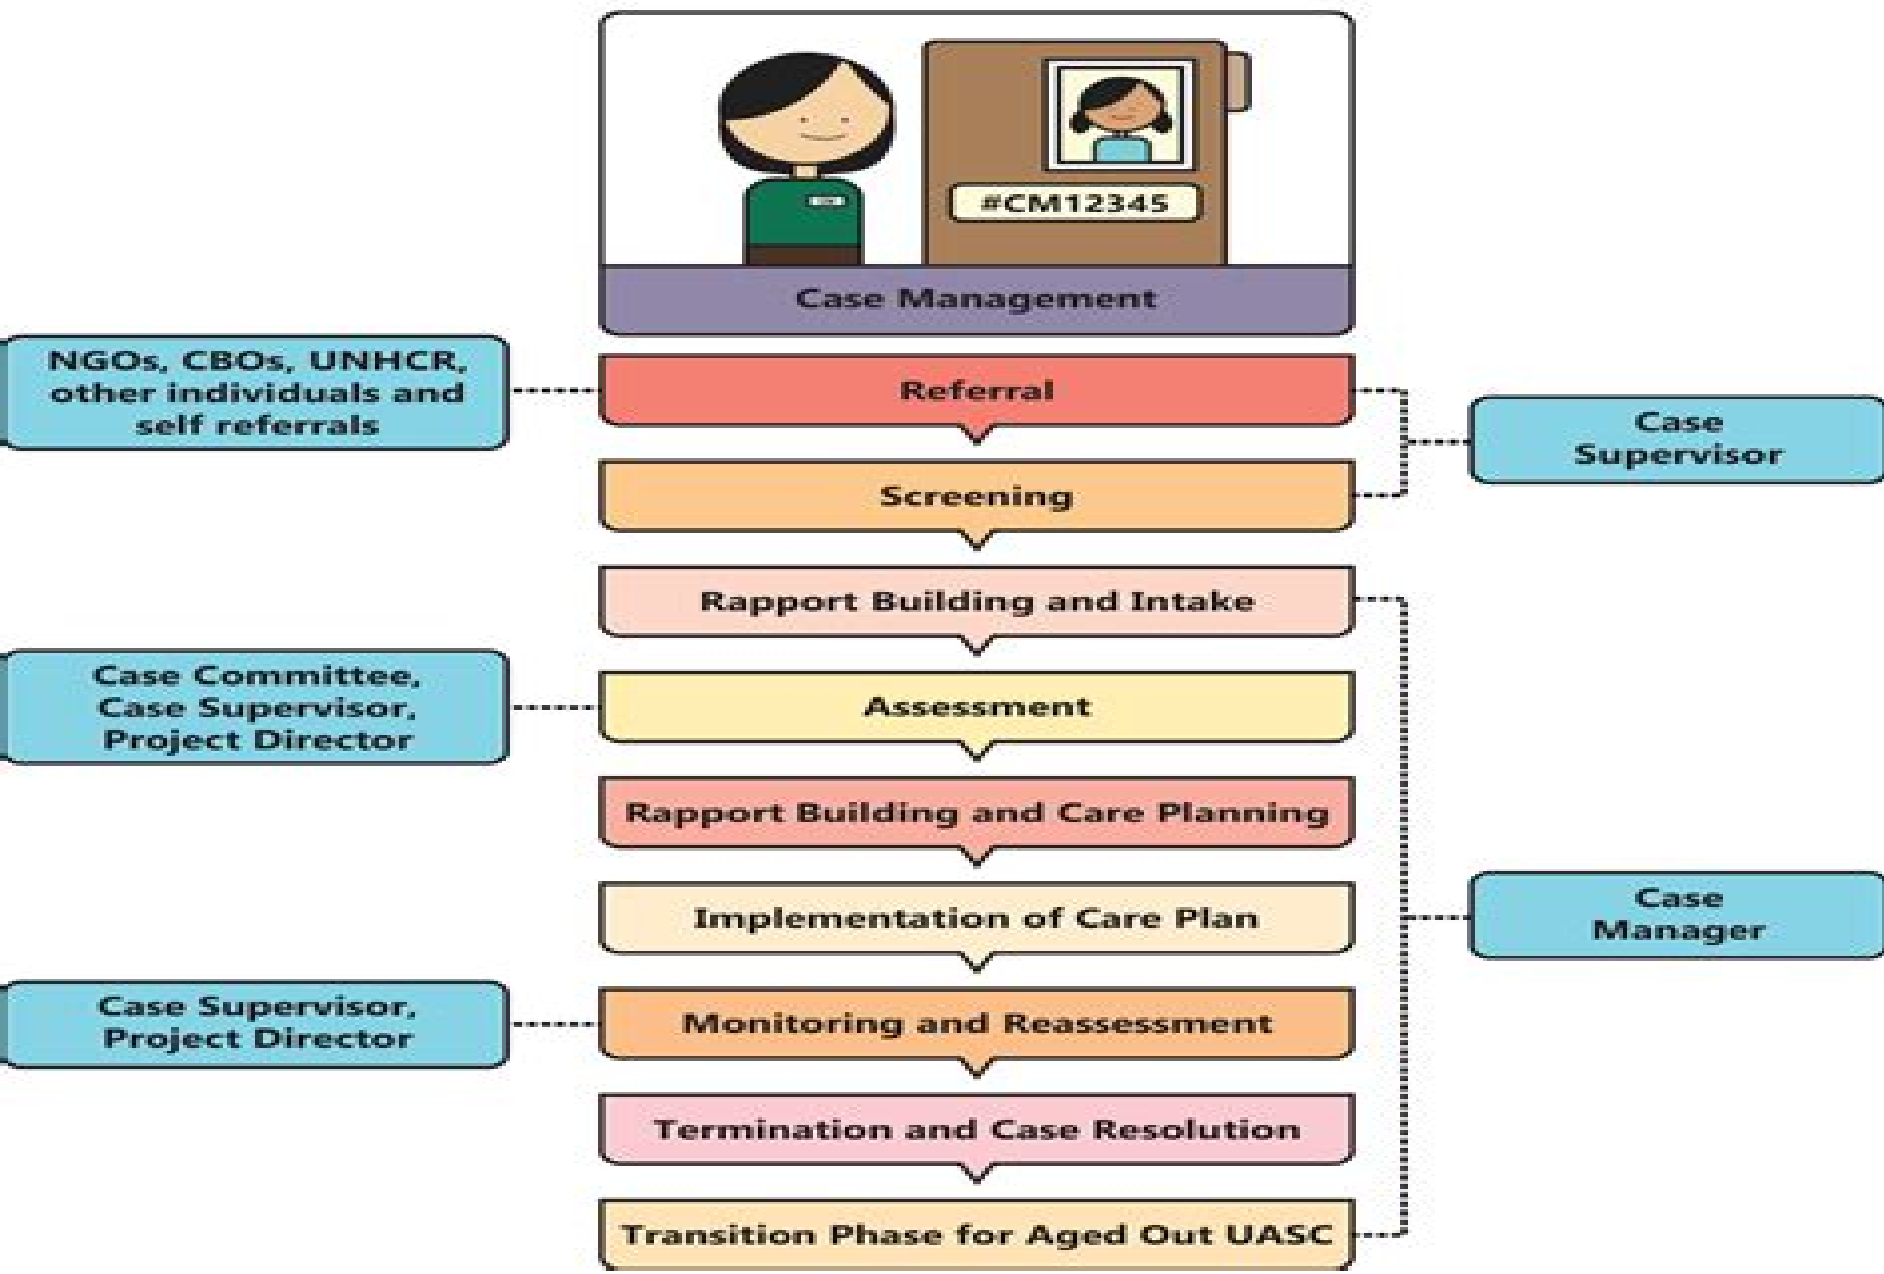 #CM12345
Case Management
NGOs, CBOs, UNHCR,
other individuals and
self referrals
Referral
Case
Supervisor
Screening
Rapport Building and Intake
Case Committee,
Case Supervisor,
Project Director
Assessment
Rapport Building and Care Planning
Implementation of Care Plan
Case
Manager
Case Supervisor,
Project Director
Monitoring and Reassessment
Termination and Case Resolution
Transition Phase for Aged Out UASC